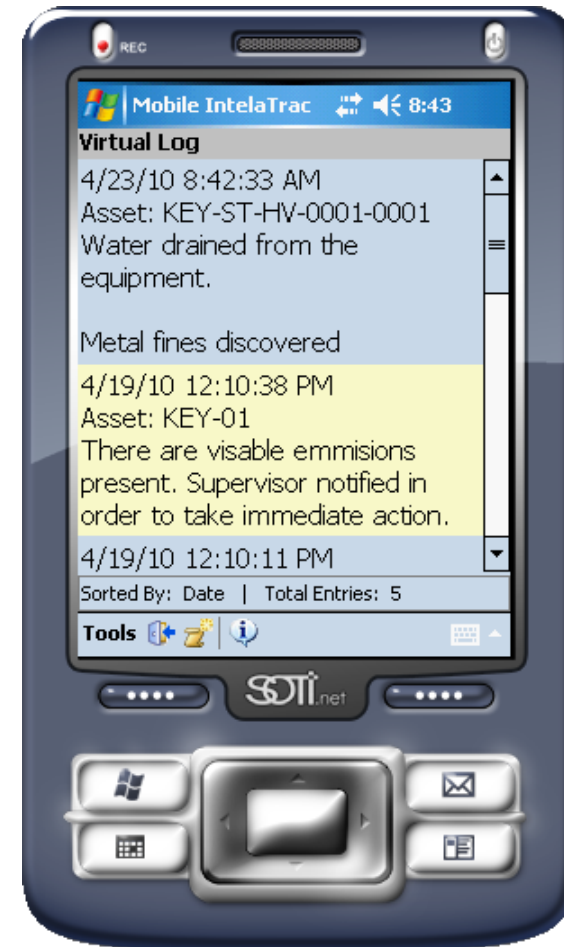 REC
Mobile IntelaTrac 8:43
Virtual Log
4/23/10 8:42:33 AM
Asset: KEY-ST-HV-0001-0001
Water drained from the
equipment.
Metal fines discovered
4/19/10 12:10:38 PM
Asset: KEY-01
There are visable emmisions
present. Supervisor notified in
order to take immediate action.
4/19/10 12:10:11 PM
Sorted By: Date | Total Entries: 5
Tools
SOTI.net